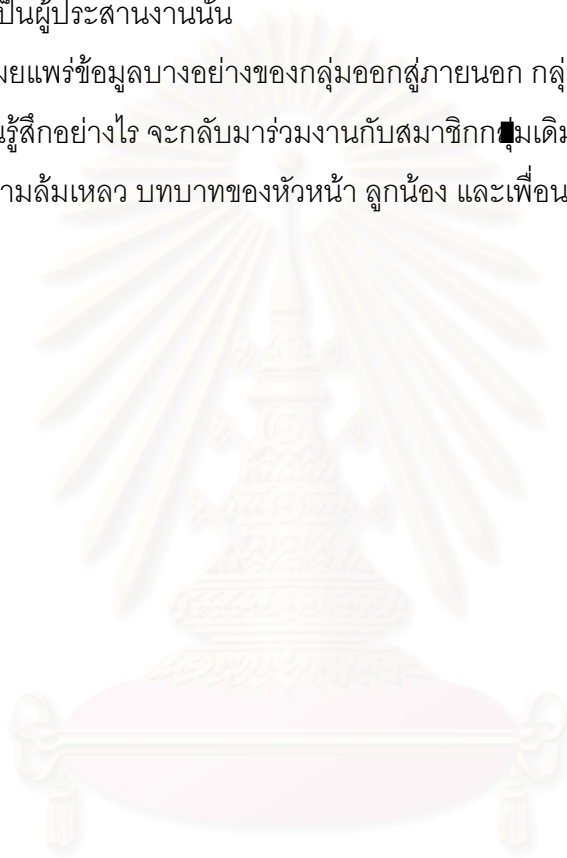 เป็นผู้ประสานงานนั้น
เผยแพร่ข้อมูลบางอย่างของกลุ่มออกสู่ภายนอก
รู้สึกอย่างไร จะกลับมาร่วมงานกับสมาชิกกลุ่มเดิม
ามล้มเหลว บทบาทของหัวหน้า ลูกน้อง และเพื่อน